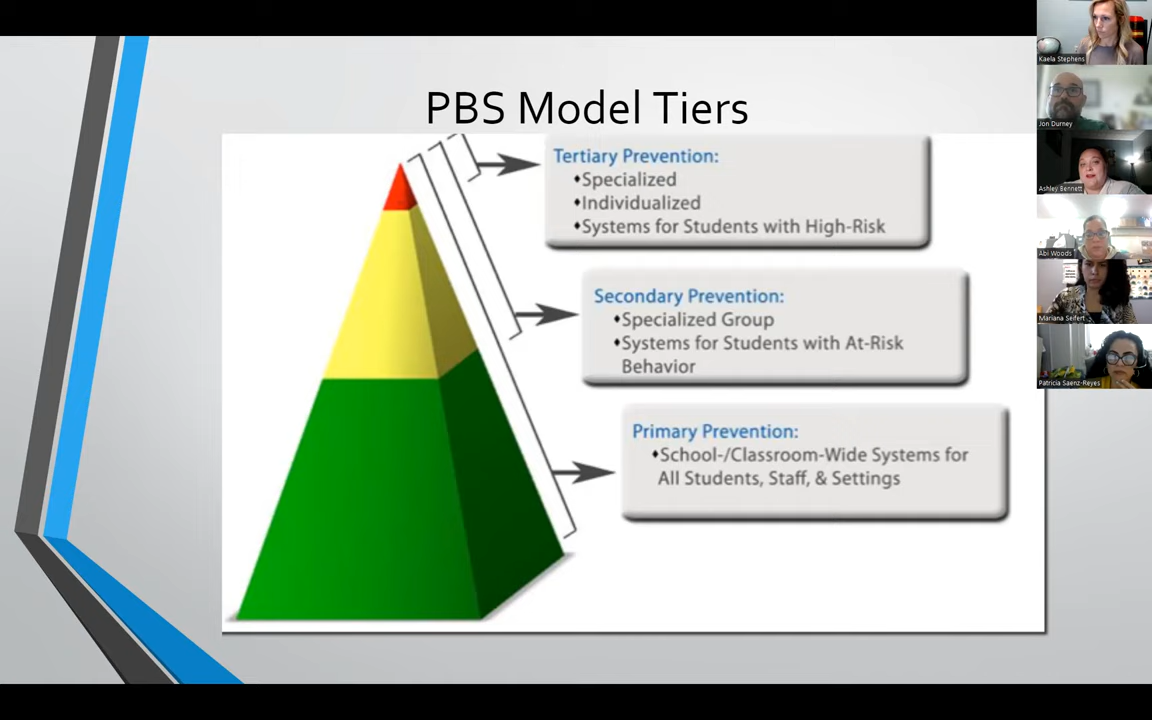 PBS Model Tiers
Tertiary Prevention:
♦Specialized
♦Individualized
♦Systems for Students with High-Risk
Secondary Prevention:
♦Specialized Group
♦Systems for Students with At-Risk
Behavior
Primary Prevention:
♦School-/Classroom-Wide Systems for
All Students, Staff, & Settings
Kaela Stephens
Jon Durney
Ashley Bennett
Abi Woods
Mariana Seifert
Patricia Saenz-Reyes